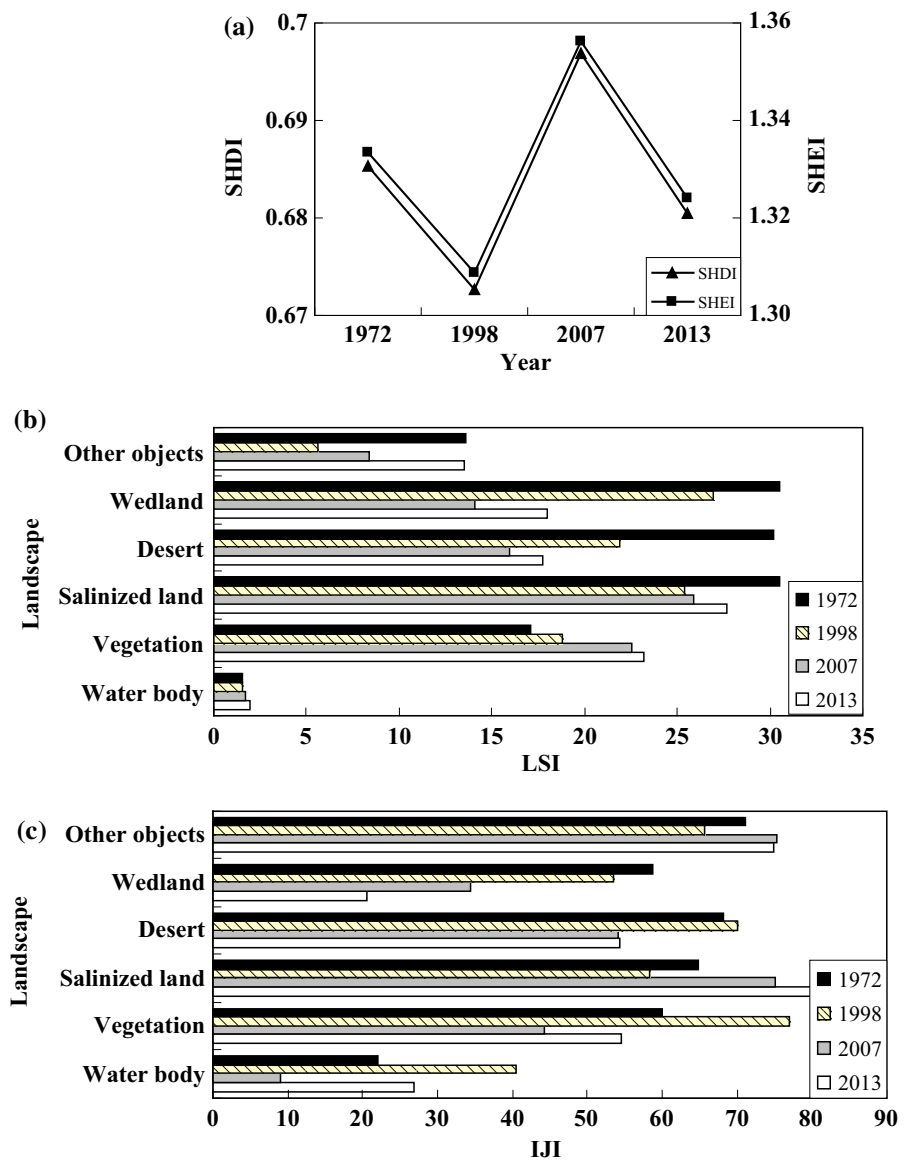 (a)
0.7
0.69
0.68
0.67
SHDI
1.36
1.34
1.32
1.30
SHEI
SHDI
SHEI
1972 1998 2007 2013
Year
(b)
Landscape
Other objects
Wedland
Desert
Salinized land
Vegetation
Water body
1972
1998
2007
2013
0 5 10 15 20 25 30 35
LSI
(c)
Landscape
Other objects
Wedland
Desert
Salinized land
Vegetation
Water body
1972
1998
2007
2013
0 10 20 30 40 50 60 70 80 90
IJI